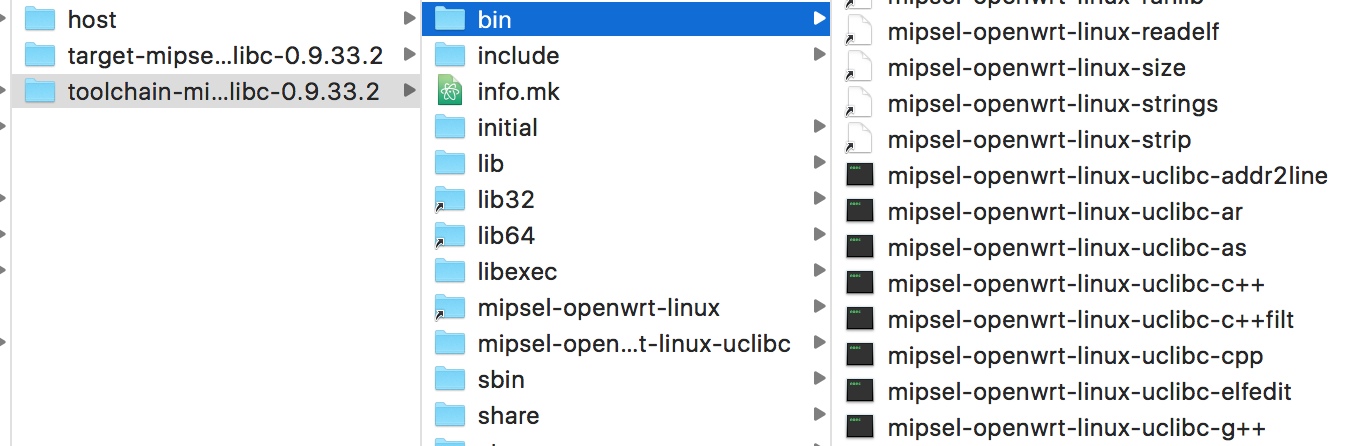 host
target-mipse...libc-0.9.33.2
toolchain-mi...libc-0.9.33.2
bin
include
info.mk
initial
lib
lib32
lib64
libexec
mipsel-openwrt-linux
mipsel-open...t-linux-uclibc
sbin
share
mipsel-openwrt-linux-ranlib
mipsel-openwrt-linux-readelf
mipsel-openwrt-linux-size
mipsel-openwrt-linux-strings
mipsel-openwrt-linux-strip
mipsel-openwrt-linux-uclibc-addr2line
mipsel-openwrt-linux-uclibc-ar
mipsel-openwrt-linux-uclibc-as
mipsel-openwrt-linux-uclibc-c++
mipsel-openwrt-linux-uclibc-c++filt
mipsel-openwrt-linux-uclibc-cpp
mipsel-openwrt-linux-uclibc-elfedit
mipsel-openwrt-linux-uclibc-g++